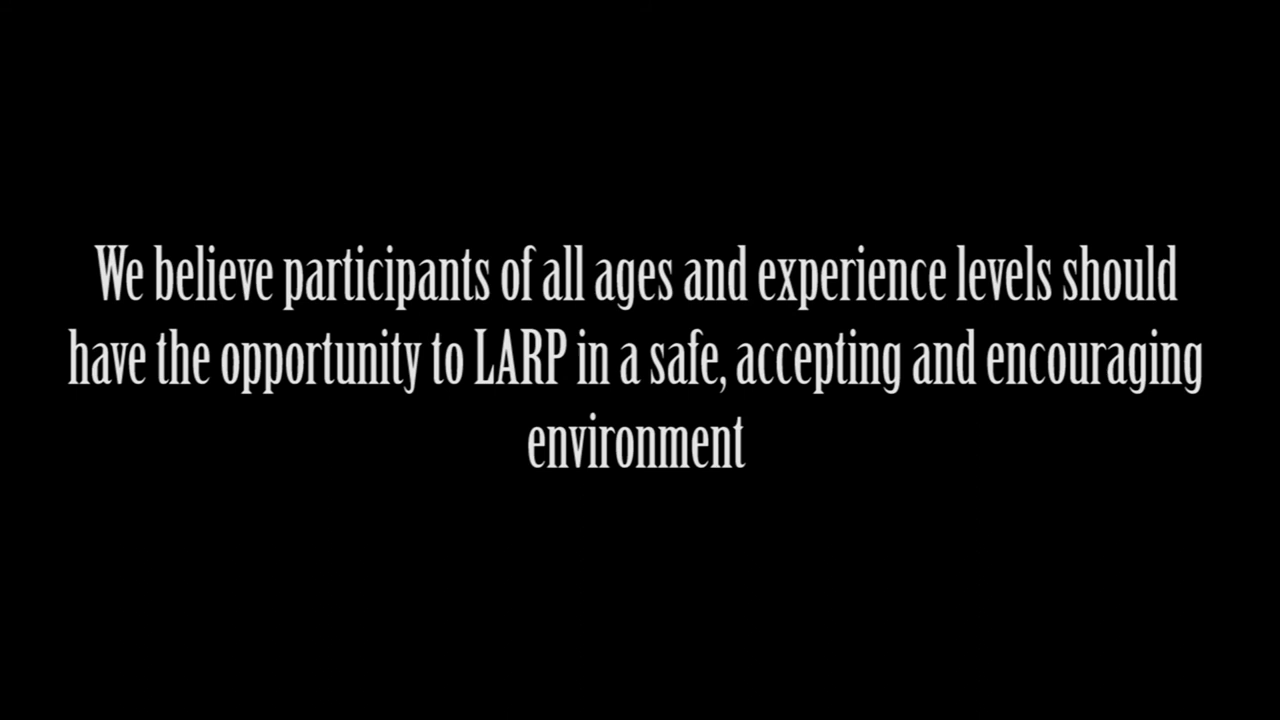 We believe participants of all ages and experience levels should
have the opportunity to LARP in a safe, accepting and encouraging
environment